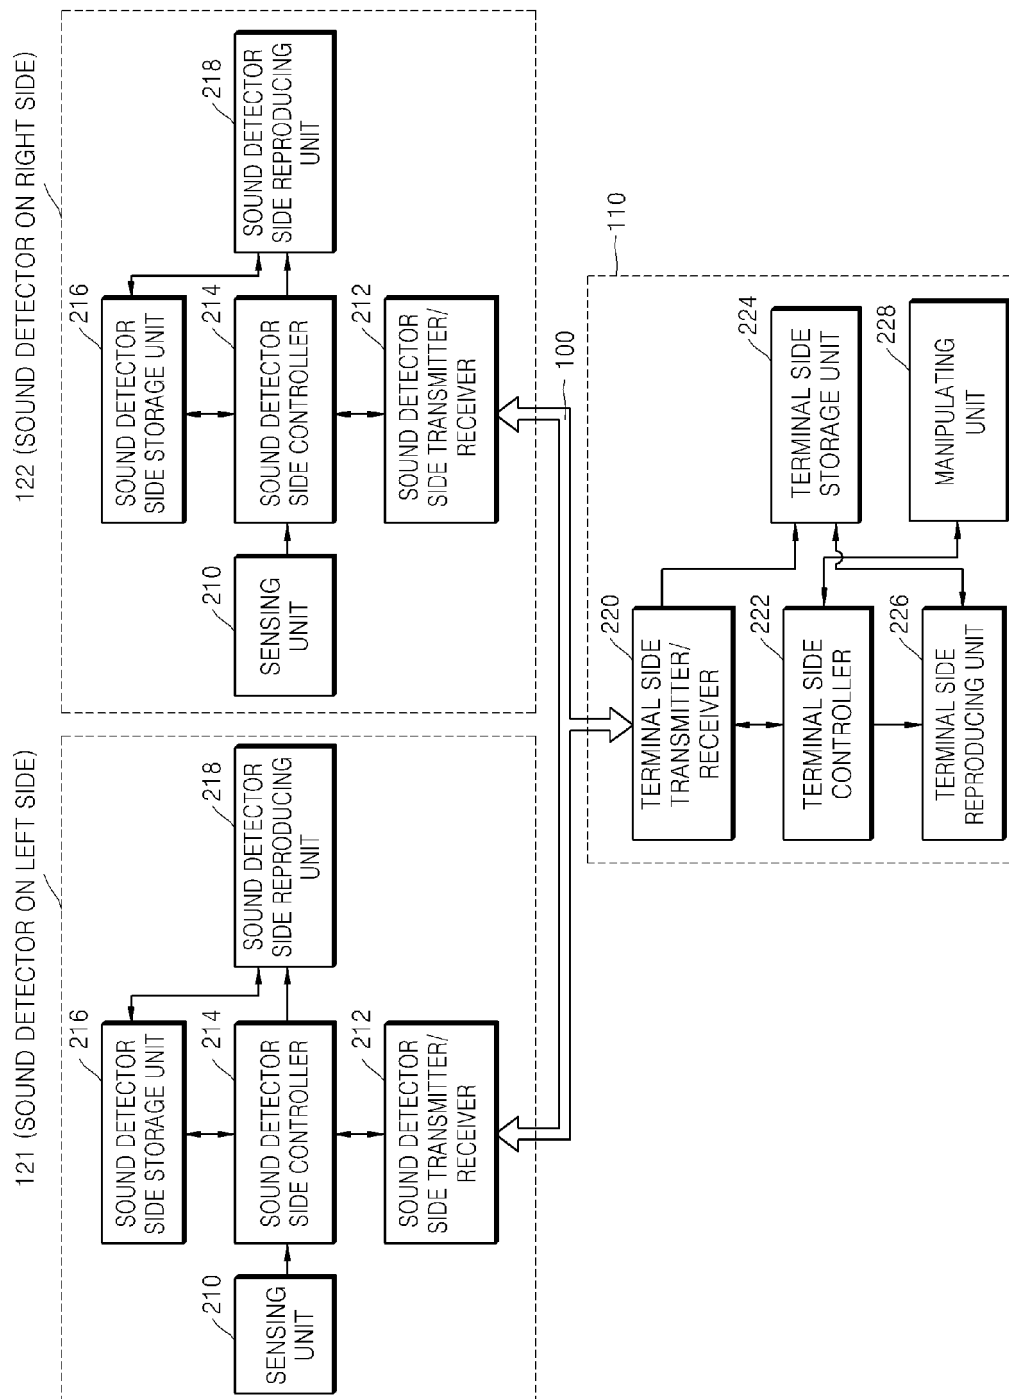 121 (SOUND DETECTOR ON LEFT SIDE)
216
SOUND DETECTOR
SIDE STORAGE UNIT
210
SENSING
UNIT
214
SOUND DETECTOR
SIDE CONTROLLER
218
SOUND DETECTOR
SIDE REPRODUCING
UNIT
212
SOUND DETECTOR
SIDE TRANSMITTER/
RECEIVER
122 (SOUND DETECTOR ON RIGHT SIDE)
216
SOUND DETECTOR
SIDE STORAGE UNIT
210
SENSING
UNIT
214
SOUND DETECTOR
SIDE CONTROLLER
218
SOUND DETECTOR
SIDE REPRODUCING
UNIT
212
SOUND DETECTOR
SIDE TRANSMITTER/
RECEIVER
100
110
220
TERMINAL SIDE
TRANSMITTER/
RECEIVER
224
TERMINAL SIDE
STORAGE UNIT
222
TERMINAL SIDE
CONTROLLER
228
MANIPULATING
UNIT
226
TERMINAL SIDE
REPRODUCING UNIT